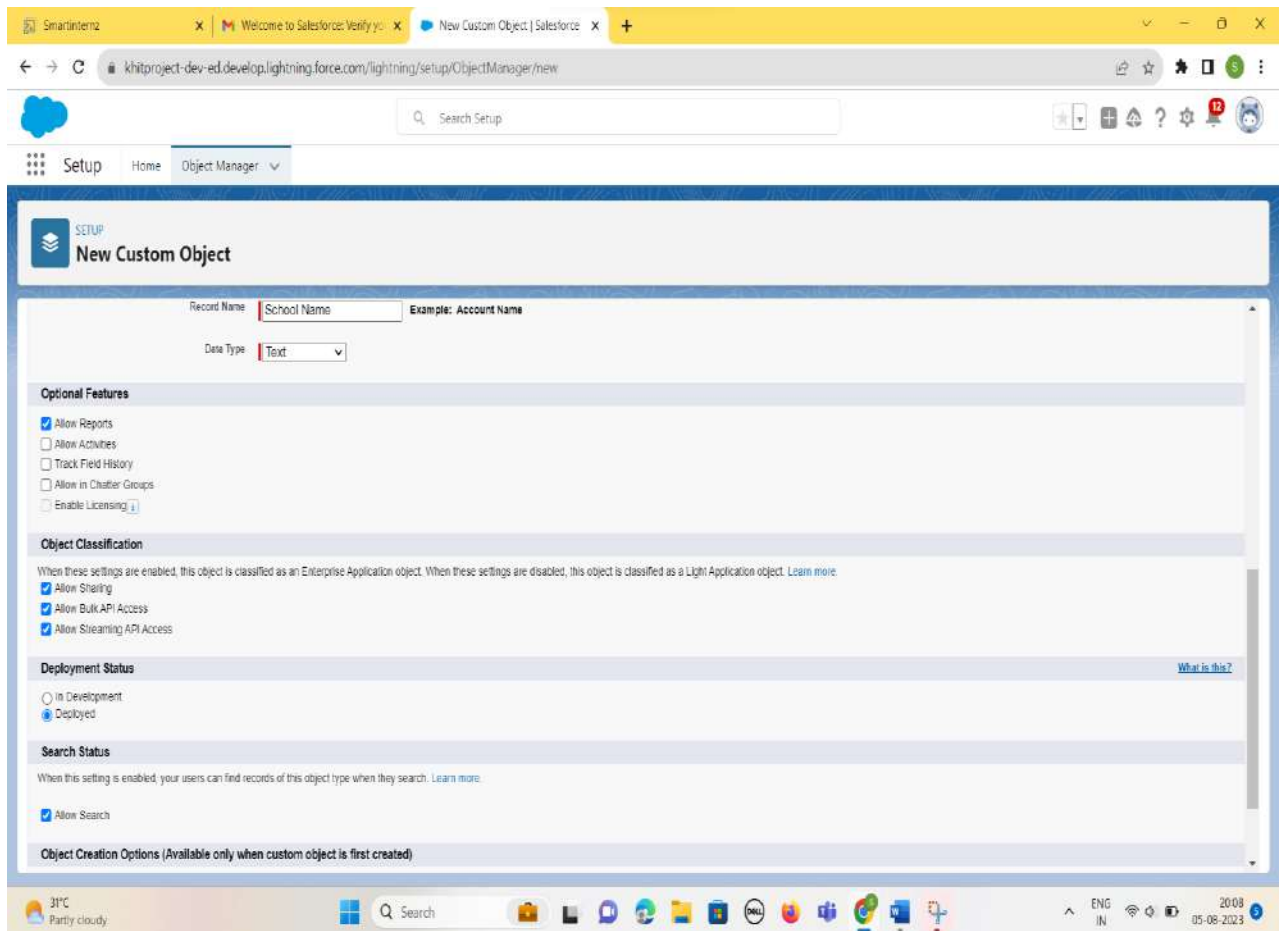 Smartinternz
Welcome to Salesforce: Verify yo
New Custom Object | Salesforce
khitproject-dev-ed.develop.lightning.force.com/lightning/setup/ObjectManager/new
Search Setup
12
Setup Home Object Manager
SETUP
New Custom Object
Record Name School Name Example: Account Name
Data Type Text
Optional Features
Allow Reports
Allow Activities
Track Field History
Allow in Chatter Groups
Enable Licensing i
Object Classification
When these settings are enabled, this object is classified as an Enterprise Application object. When these settings are disabled, this object is classified as a Light Application object. Learn more.
Allow Sharing
Allow Bulk API Access
Allow Streaming API Access
Deployment Status What is this?
In Development
Deployed
Search Status
When this setting is enabled, your users can find records of this object type when they search. Learn more.
Allow Search
Object Creation Options (Available only when custom object is first created)
31°C
Partly cloudy
Search
DELL
ENG
IN
20:08
05-08-2023
5